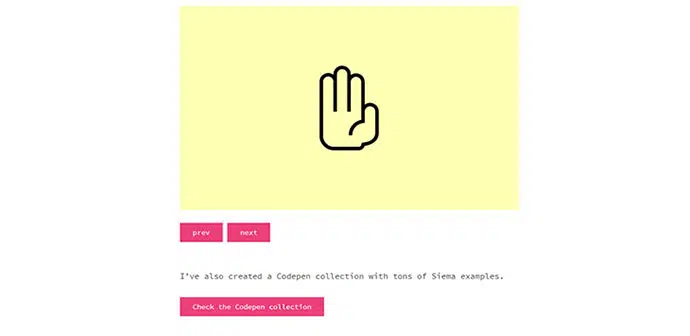 prev next
I've also created a Codepen collection with tons of Siema examples.
Check the Codepen collection